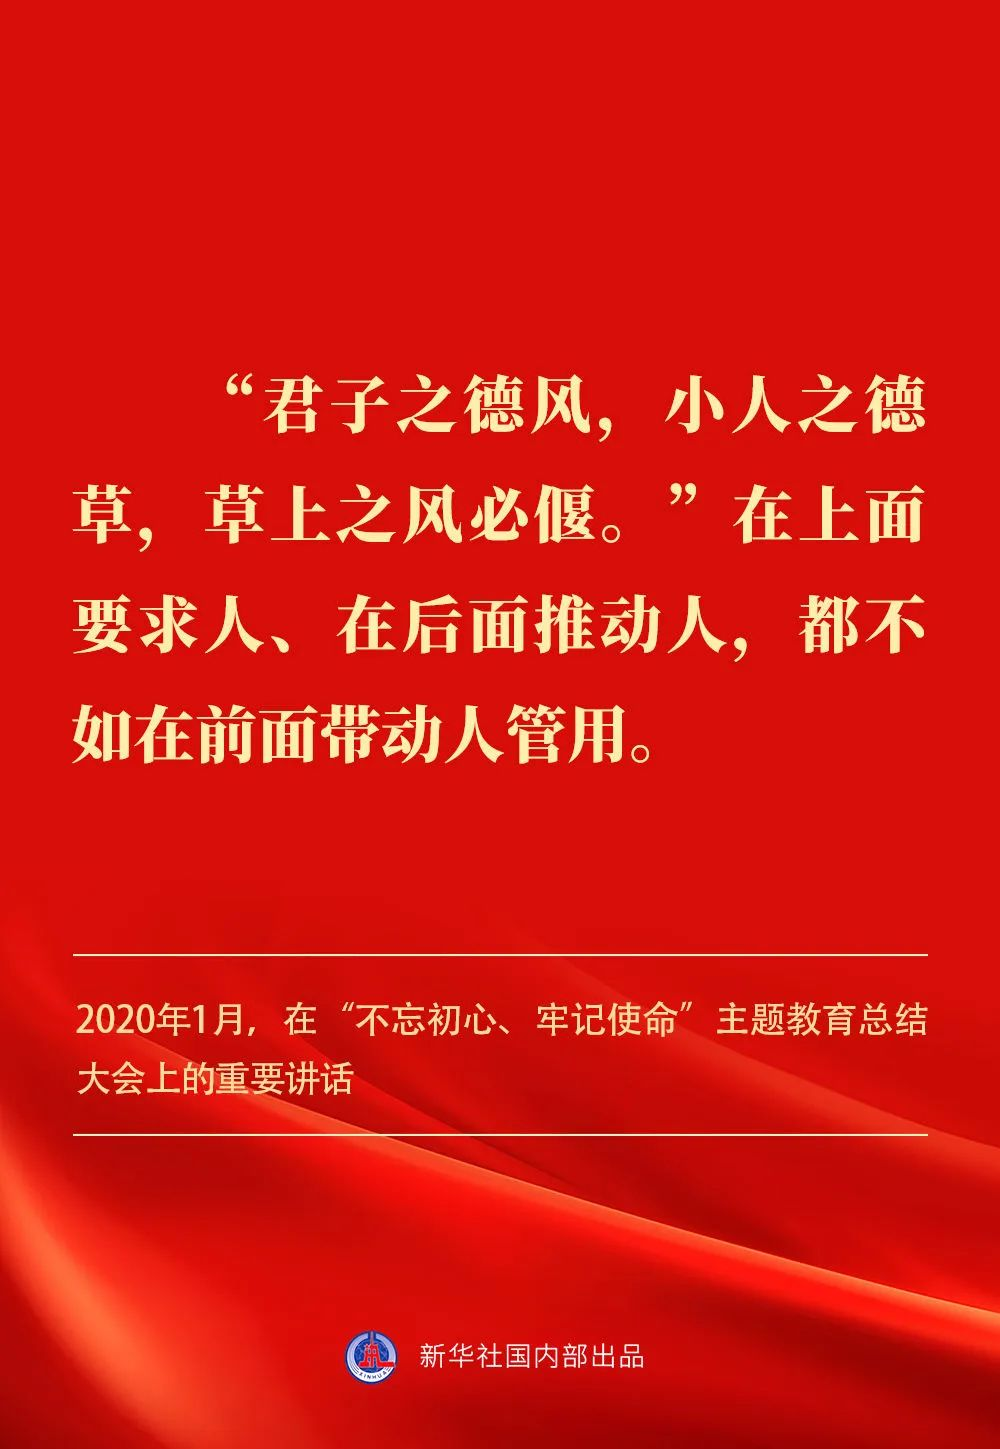 “君子之德风，小人之德
草，草上之风必偃。”在上面
要求人、在后面推动人，都不
如在前面带动人管用。
2020年1月，在“不忘初心、牢记使命”主题教育总结
大会上的重要讲话
XINHUA
新华社国内部出品